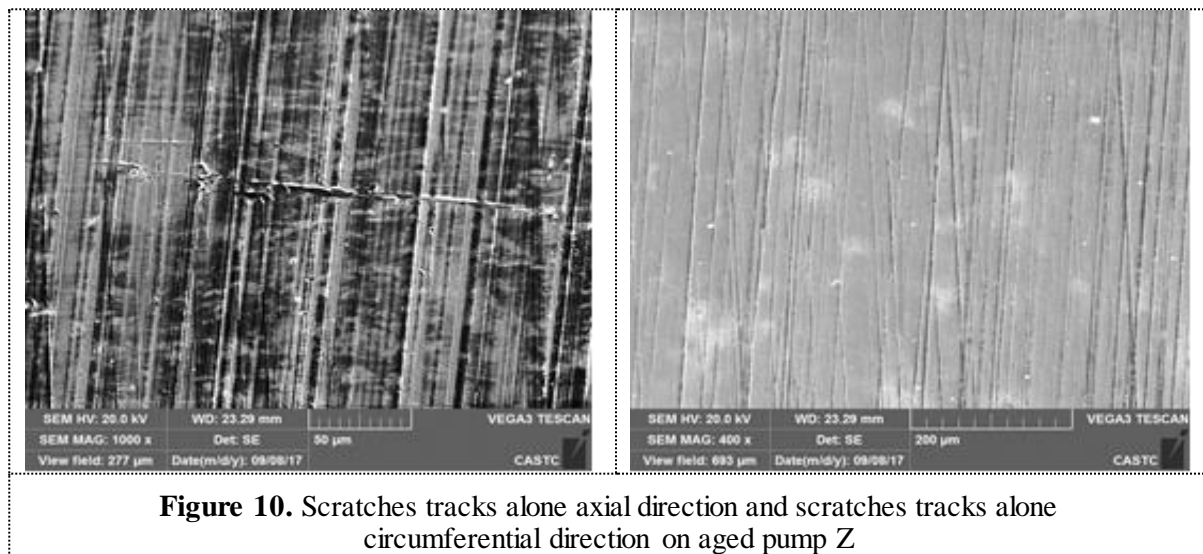 SEM HV: 20.0 kV WD: 23.29 mm VEGA3 TESCAN
SEM MAG: 1000 x Det: SE 50 µm
View field: 277 µm Date(m/d/y): 09/08/17 CASTC
SEM HV: 20.0 kV WD: 23.29 mm VEGA3 TESCAN
SEM MAG: 400 x Det: SE 200 µm
View field: 693 µm Date(m/d/y): 09/08/17 CASTC
Figure 10. Scratches tracks alone axial direction and scratches tracks alone
circumferential direction on aged pump Z